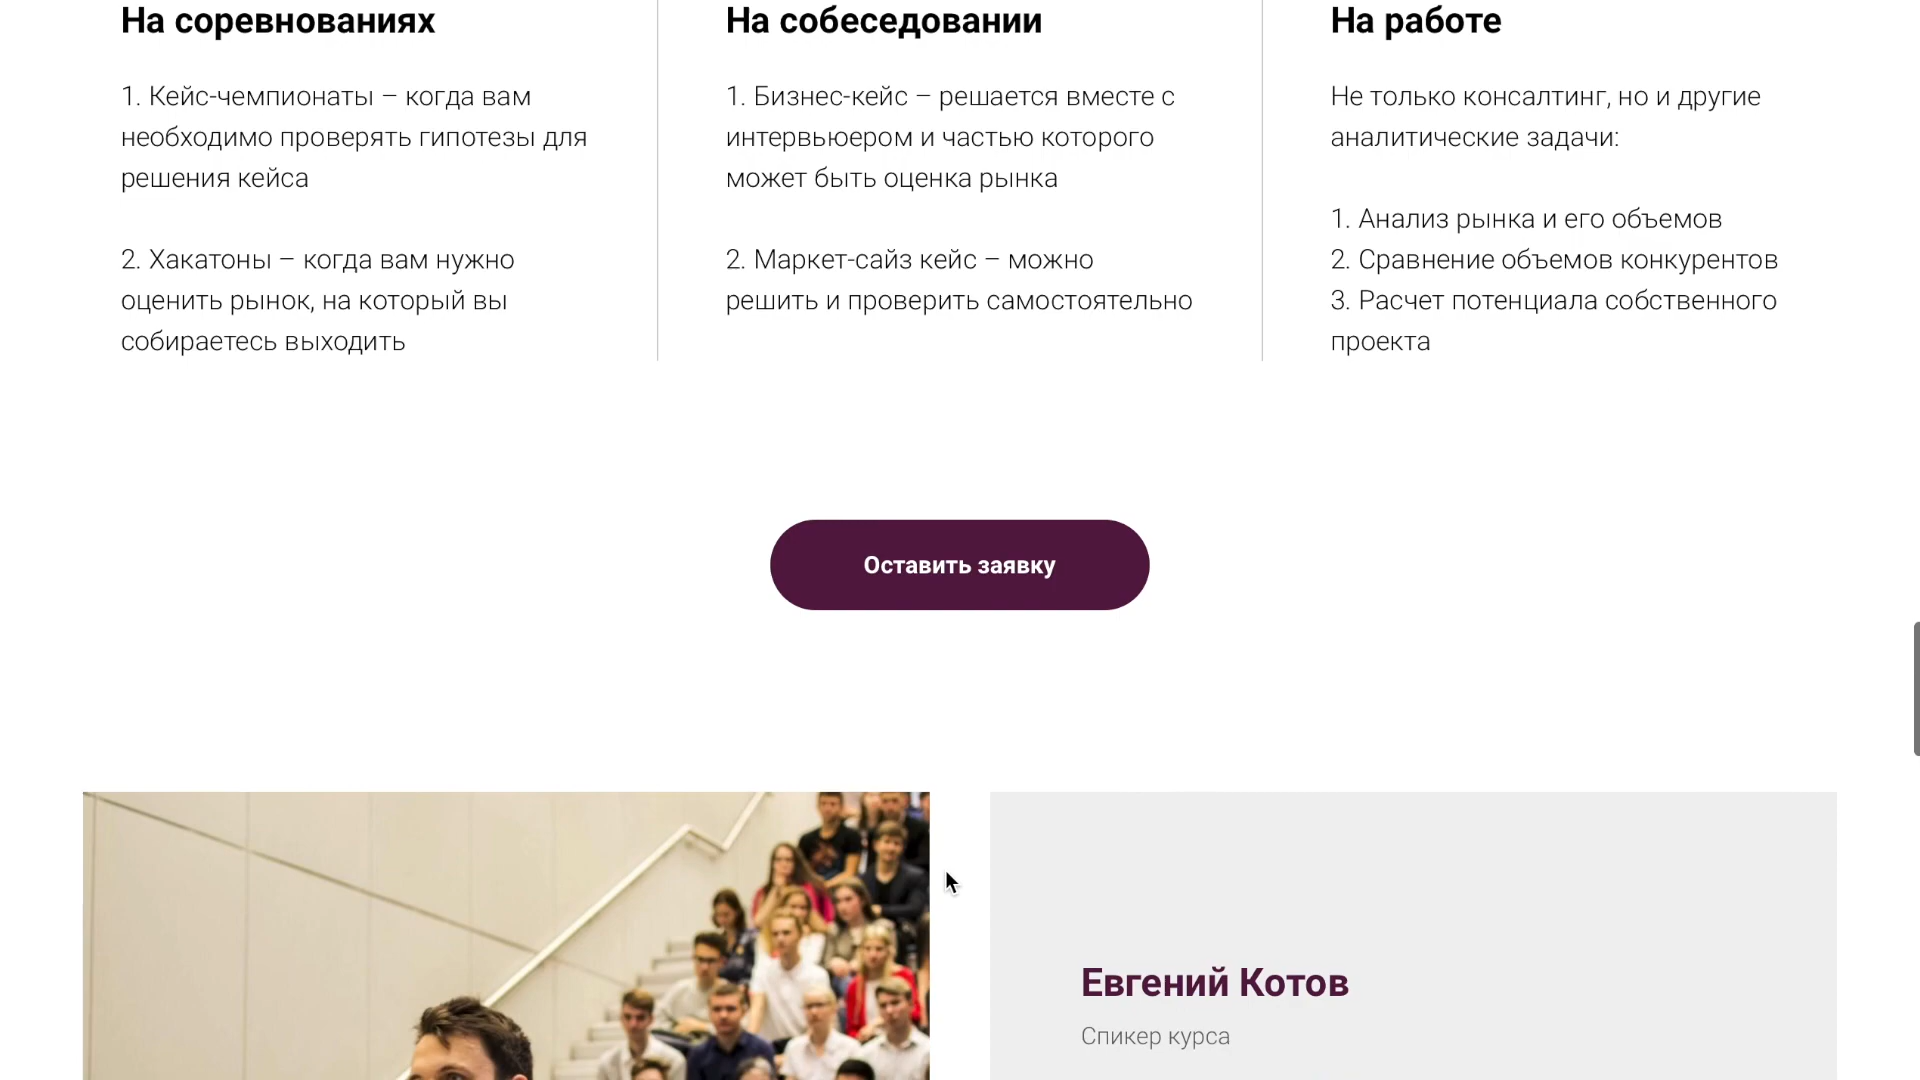 На соревнованиях
1. Кейс-чемпионаты – когда вам
необходимо проверять гипотезы для
решения кейса
2. Хакатоны – когда вам нужно
оценить рынок, на который вы
собираетесь выходить
На собеседовании
1. Бизнес-кейс – решается вместе с
интервьюером и частью которого
может быть оценка рынка
2. Маркет-сайз кейс – можно
решить и проверить самостоятельно
На работе
Не только консалтинг, но и другие
аналитические задачи:
1. Анализ рынка и его объемов
2. Сравнение объемов конкурентов
3. Расчет потенциала собственного
проекта
Оставить заявку
Евгений Котов
Спикер курса